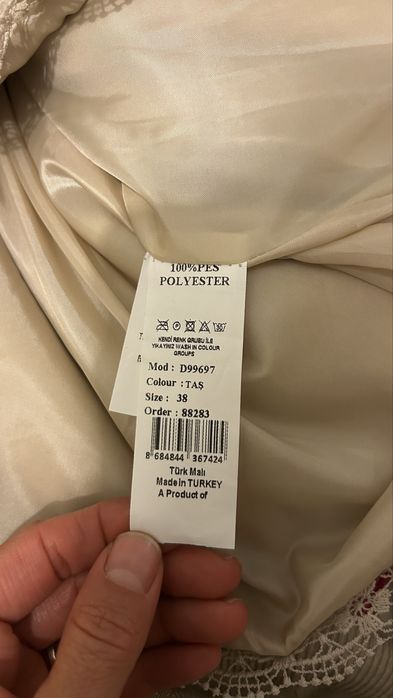 100%PES
POLYESTER
KENDİ RENK GRUBU İLE
YIKAYINIZ WASH IN COLOUR
GROUPS
Mod : D99697
Colour : TAŞ
Size : 38
Order : 88283
8 684844 367424
Türk Malı
Made in TURKEY
A Product of